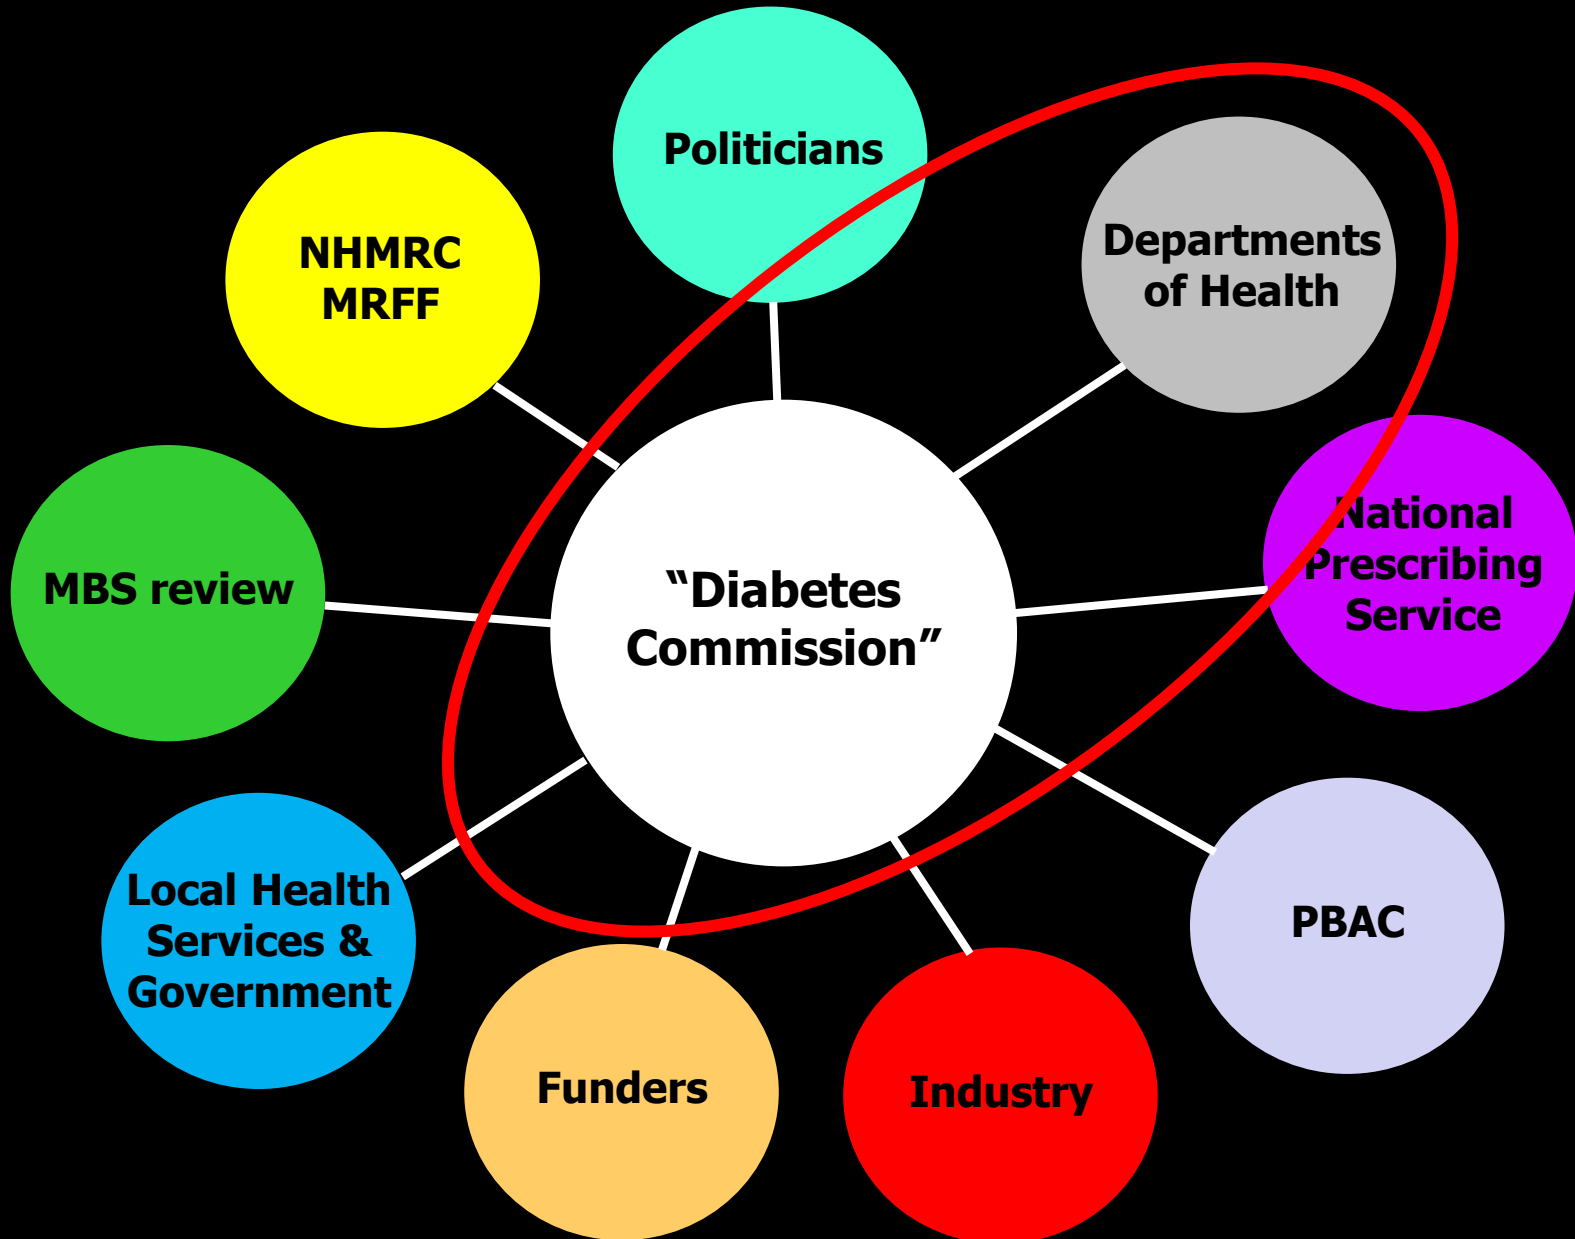 Politicians
Departments
of Health
NHMRC
MRFF
National
Prescribing
Service
MBS review
“Diabetes
Commission”
Local Health
Services &
Government
PBAC
Funders
Industry